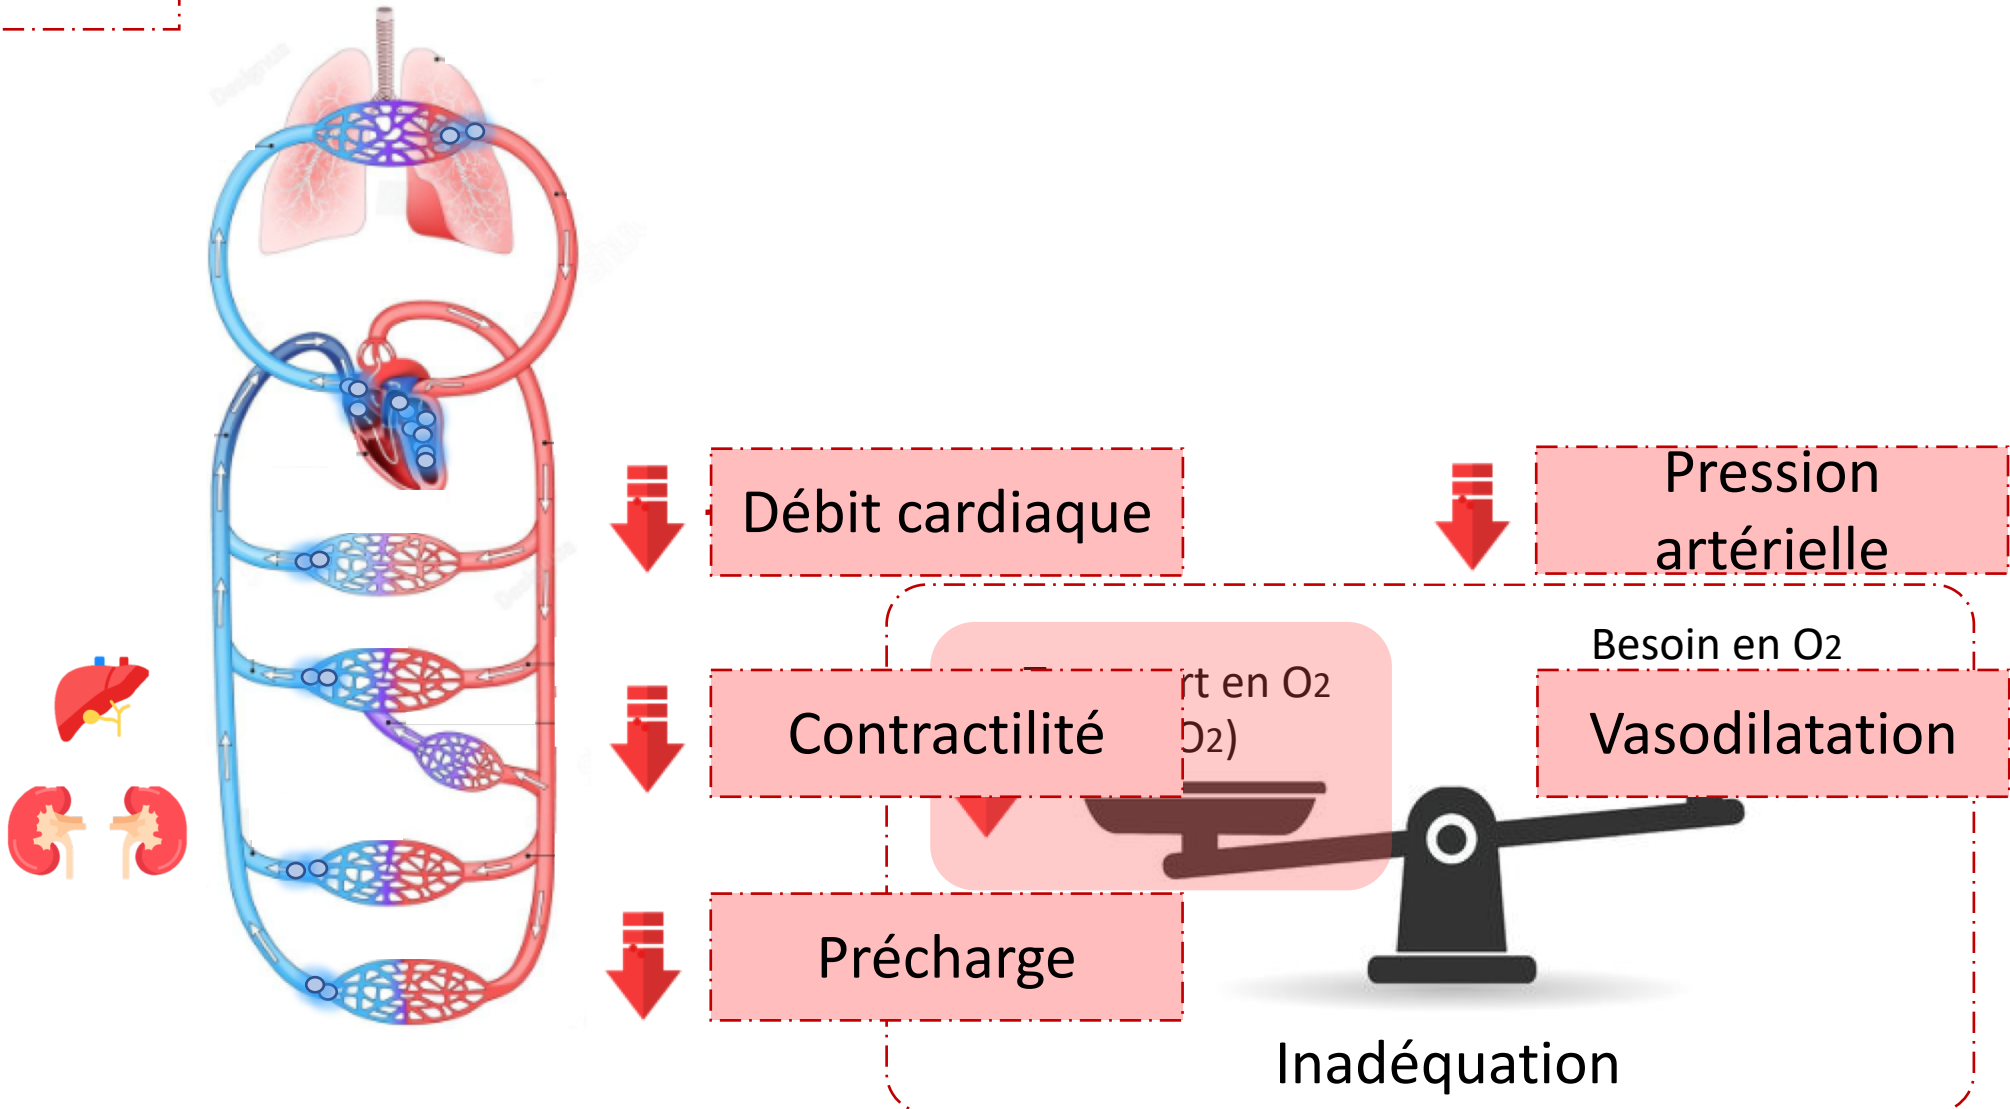 Débit cardiaque
Pression
artérielle
Besoin en O2
rt en O2
O2)
Contractilité
Vasodilatation
Précharge
Inadéquation